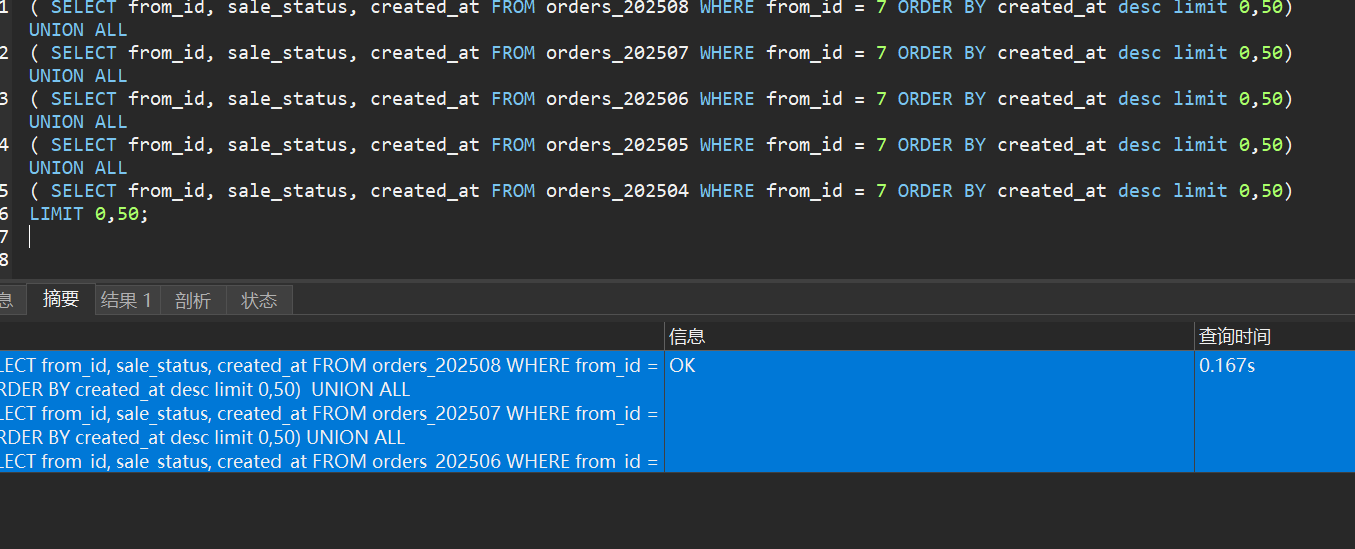 1 ( SELECT from_id, sale_status, created_at FROM orders_202508 WHERE from_id = 7 ORDER BY created_at desc limit 0,50)
UNION ALL
2 ( SELECT from_id, sale_status, created_at FROM orders_202507 WHERE from_id = 7 ORDER BY created_at desc limit 0,50)
UNION ALL
3 ( SELECT from_id, sale_status, created_at FROM orders_202506 WHERE from_id = 7 ORDER BY created_at desc limit 0,50)
UNION ALL
4 ( SELECT from_id, sale_status, created_at FROM orders_202505 WHERE from_id = 7 ORDER BY created_at desc limit 0,50)
UNION ALL
5 ( SELECT from_id, sale_status, created_at FROM orders_202504 WHERE from_id = 7 ORDER BY created_at desc limit 0,50)
6 LIMIT 0,50;
7
8
息 摘要 结果 1 剖析 状态
信息 查询时间
LECT from_id, sale_status, created_at FROM orders_202508 WHERE from_id = OK 0.167s
RDER BY created_at desc limit 0,50) UNION ALL
LECT from_id, sale_status, created_at FROM orders_202507 WHERE from_id =
RDER BY created_at desc limit 0,50) UNION ALL
LECT from_id, sale_status, created_at FROM orders_202506 WHERE from_id =